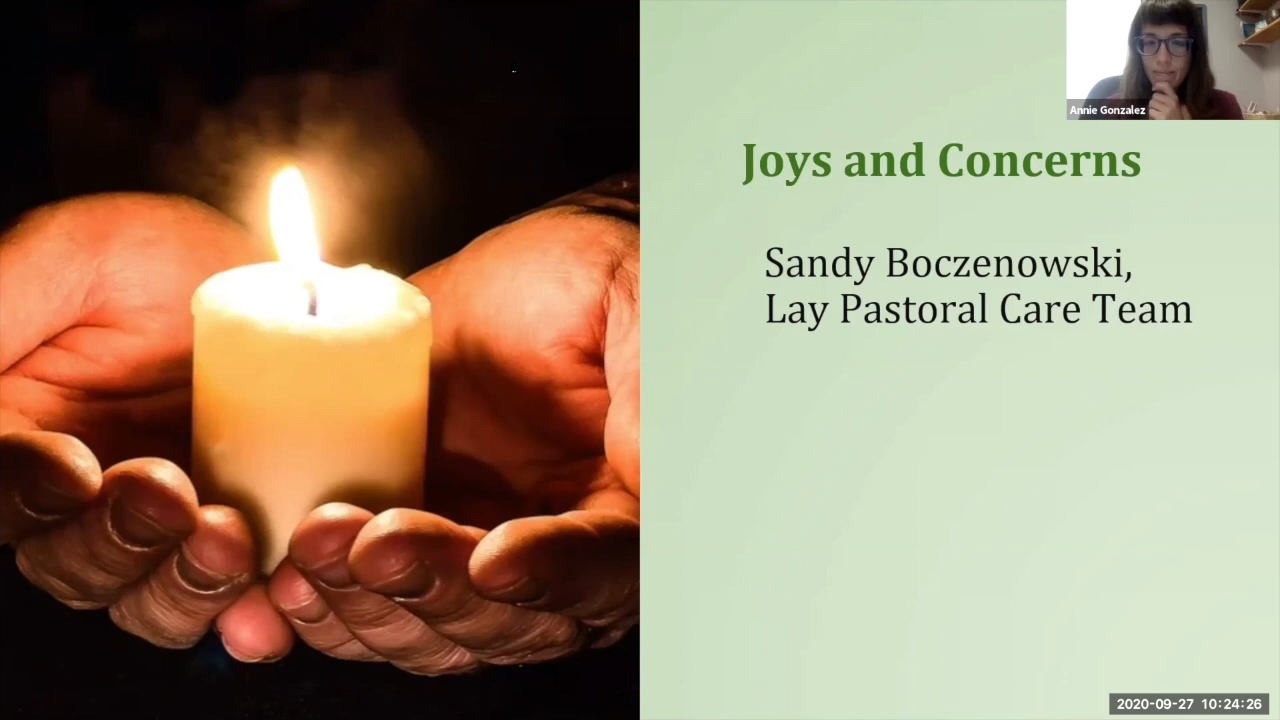 Annie Gonzalez
Joys and Concerns
Sandy Boczenowski,
Lay Pastoral Care Team
2020-09-27 10:24:26